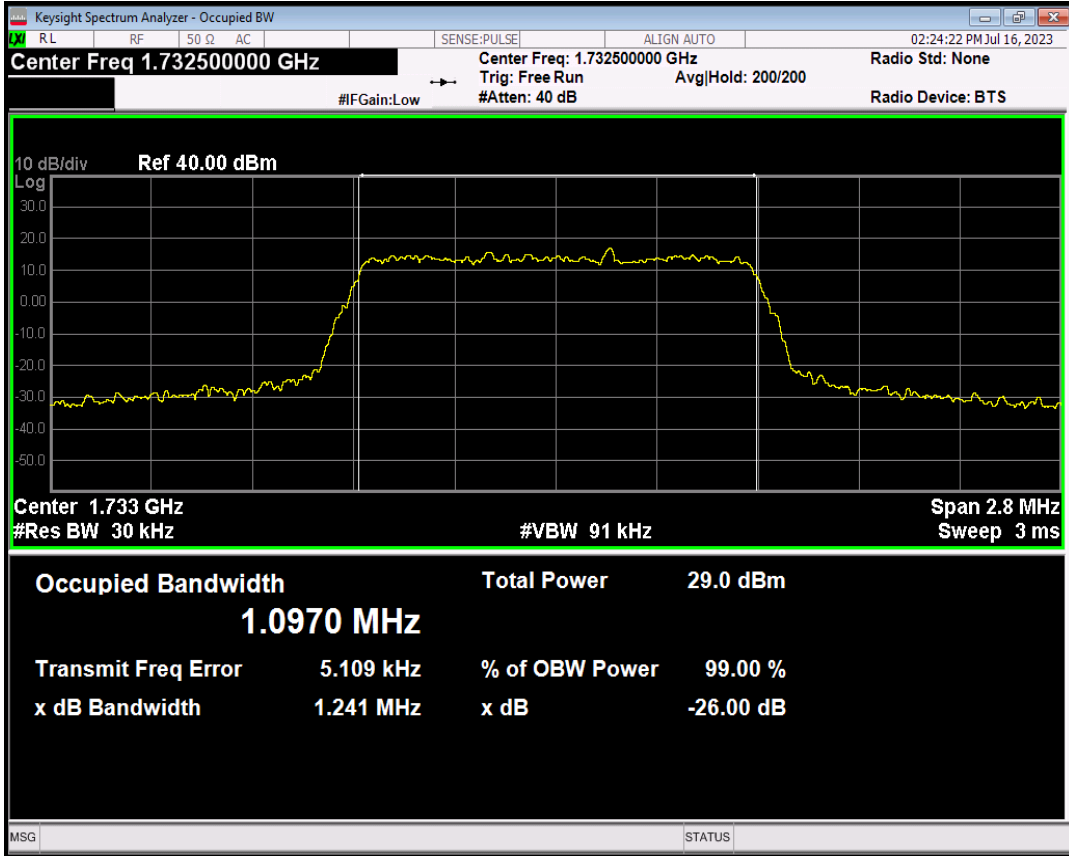 Keysight Spectrum Analyzer - Occupied BW
LXI RL RF 50 Ω AC SENSE:PULSE ALIGN AUTO 02:24:22 PM Jul 16, 2023
Center Freq 1.732500000 GHz
Center Freq: 1.732500000 GHz
Radio Std: None
Trig: Free Run Avg|Hold: 200/200
#IFGain:Low #Atten: 40 dB
Radio Device: BTS
10 dB/div Ref 40.00 dBm
Log
30.0
20.0
10.0
0.00
-10.0
-20.0
-30.0
-40.0
-50.0
Center 1.733 GHz Span 2.8 MHz
#Res BW 30 kHz #VBW 91 kHz Sweep 3 ms
Occupied Bandwidth Total Power 29.0 dBm
1.0970 MHz
Transmit Freq Error 5.109 kHz % of OBW Power 99.00 %
x dB Bandwidth 1.241 MHz x dB -26.00 dB
MSG STATUS